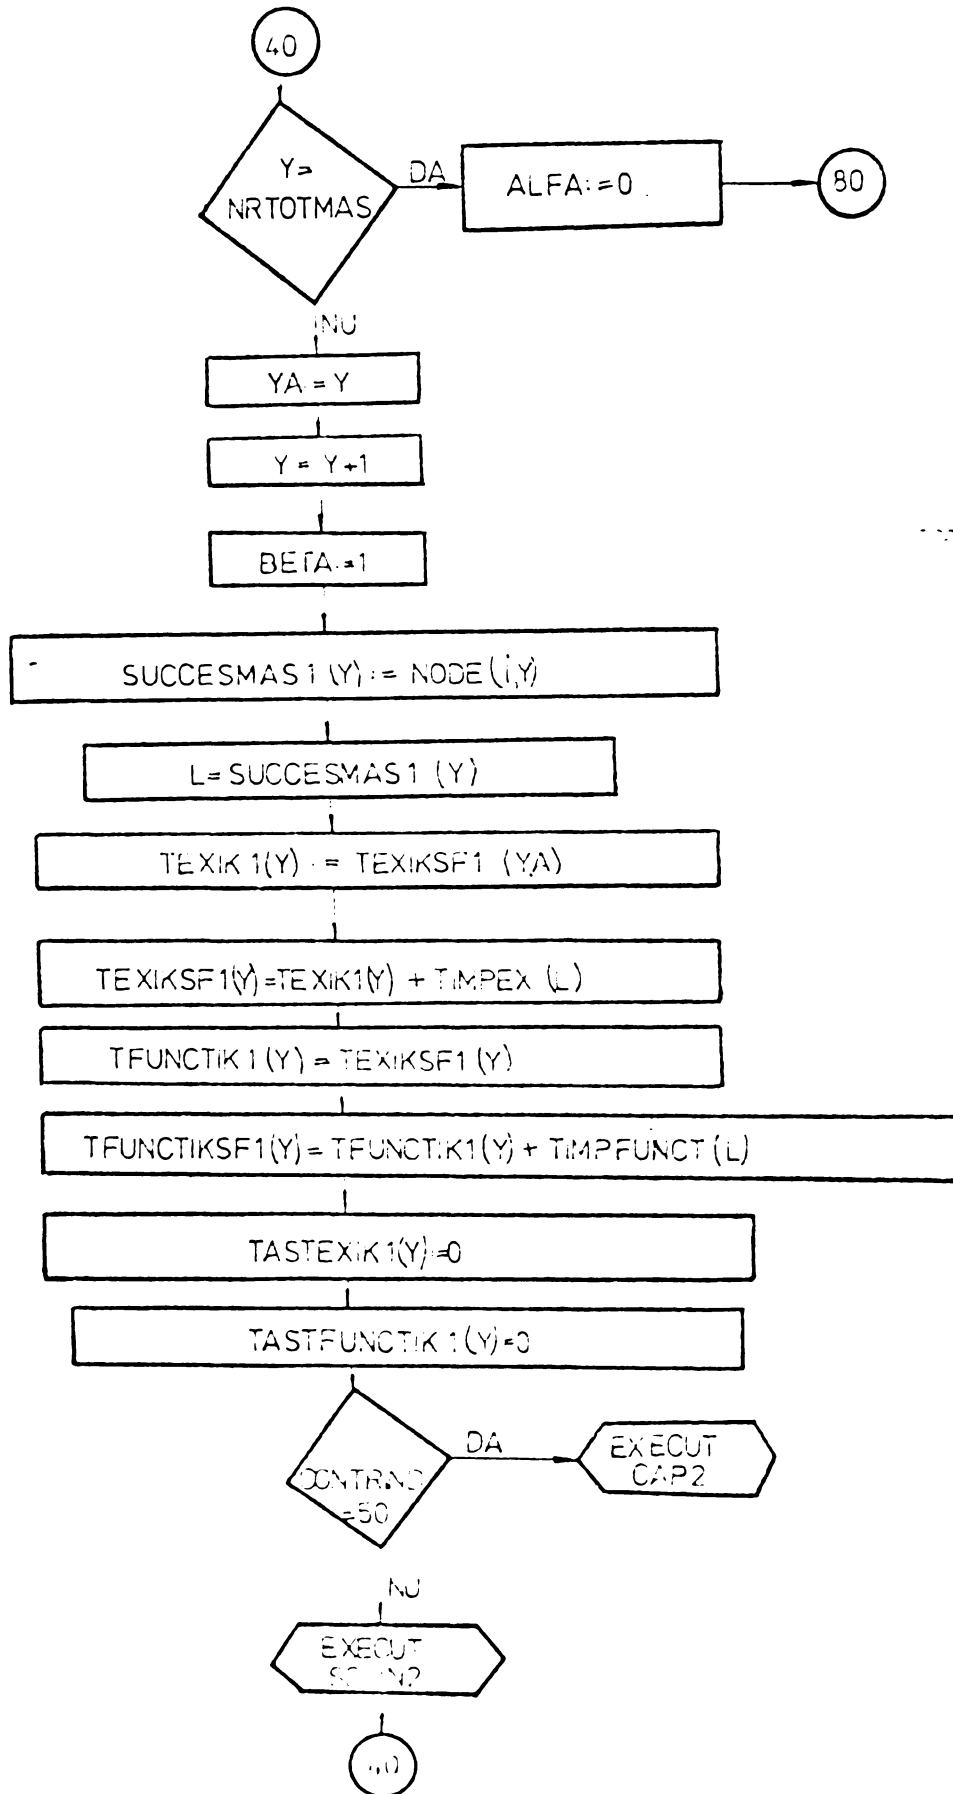 40
Y=
NRTOTMAS
DA
ALFA:=0
80
NU
YA:=Y
Y=Y+1
BETA:=1
SUCCESMAS1(Y):=NODE(i,Y)
L=SUCCESMAS1(Y)
TEXIK1(Y):=TEXIKSF1(YA)
TEXIKSF1(Y)=TEXIK1(Y)+TIMPEX(L)
TFUNCTIK1(Y)=TEXIKSF1(Y)
TFUNCTIKSF1(Y)=TFUNCTIK1(Y)+TIMPFUNCT(L)
TASTEXIK1(Y):=0
TASTFUNCTIK1(Y)=0
=50
DA
EXECUT
CAP2
NU
EXECUT